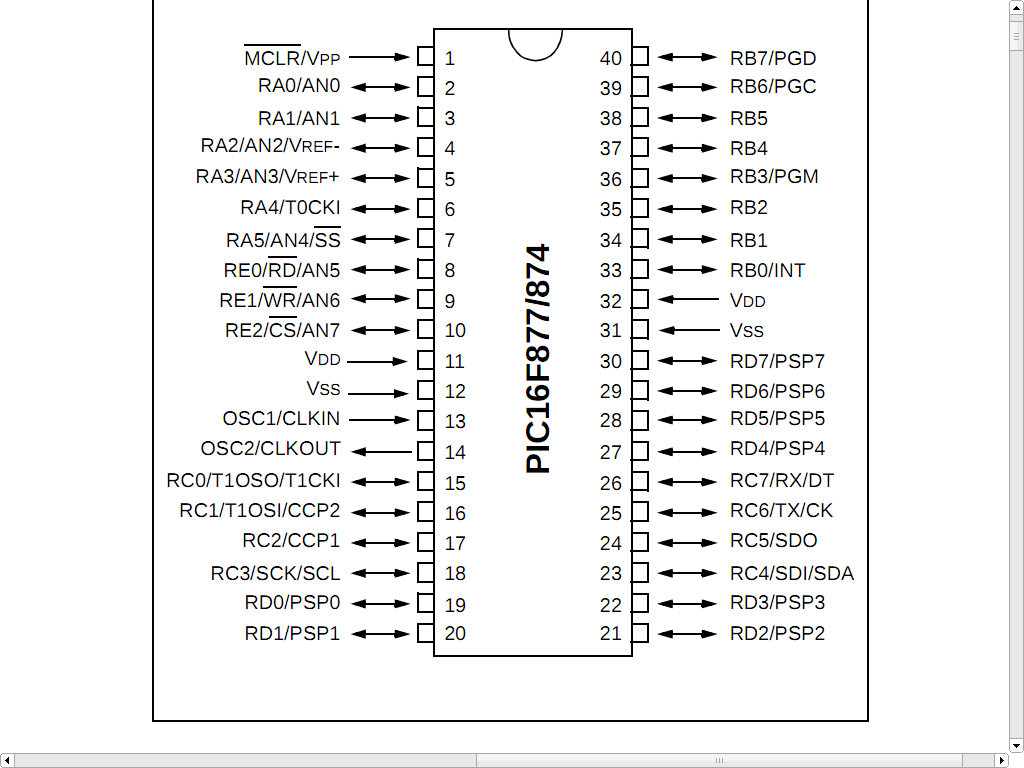 MCLR/VPP 1 40 RB7/PGD
RA0/AN0 2 39 RB6/PGC
RA1/AN1 3 38 RB5
RA2/AN2/VREF- 4 37 RB4
RA3/AN3/VREF+ 5 36 RB3/PGM
RA4/T0CKI 6 35 RB2
RA5/AN4/SS 7 34 RB1
RE0/RD/AN5 8 33 RB0/INT
RE1/WR/AN6 9 32 VDD
RE2/CS/AN7 10 31 VSS
VDD 11 30 RD7/PSP7
VSS 12 29 RD6/PSP6
OSC1/CLKIN 13 28 RD5/PSP5
OSC2/CLKOUT 14 27 RD4/PSP4
RC0/T1OSO/T1CKI 15 26 RC7/RX/DT
RC1/T1OSI/CCP2 16 25 RC6/TX/CK
RC2/CCP1 17 24 RC5/SDO
RC3/SCK/SCL 18 23 RC4/SDI/SDA
RD0/PSP0 19 22 RD3/PSP3
RD1/PSP1 20 21 RD2/PSP2
PIC16F877/874